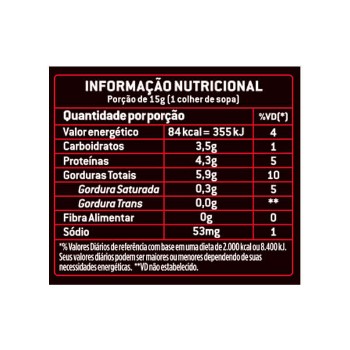 INFORMAÇÃO NUTRICIONAL
Porção de 15g (1 colher de sopa)
Quantidade por porção %VD(*)
Valor energético 84 kcal = 355 kJ 4
Carboidratos 3,5g 1
Proteínas 4,3g 5
Gorduras Totais 5,9g 10
Gordura Saturada 0,3g 5
Gordura Trans 0,0g **
Fibra Alimentar 0g 0
Sódio 53mg 1
*% Valores Diários de referência com base em uma dieta de 2.000 kcal ou 8.400 kJ.
Seus valores diários podem ser maiores ou menores dependendo de suas
necessidades energéticas. **VD não estabelecido.